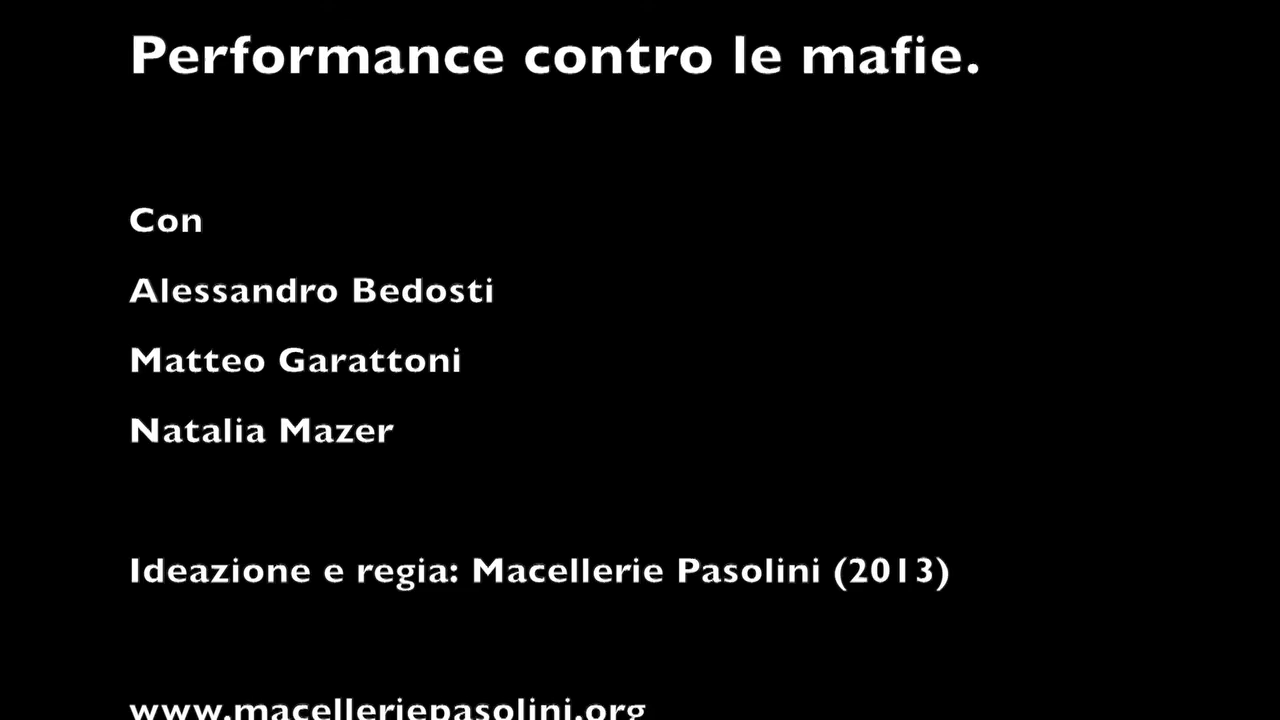 Performance contro le mafie.
Con
Alessandro Bedosti
Matteo Garattoni
Natalia Mazer
Ideazione e regia: Macellerie Pasolini (2013)
www.macelleriepasolini.org